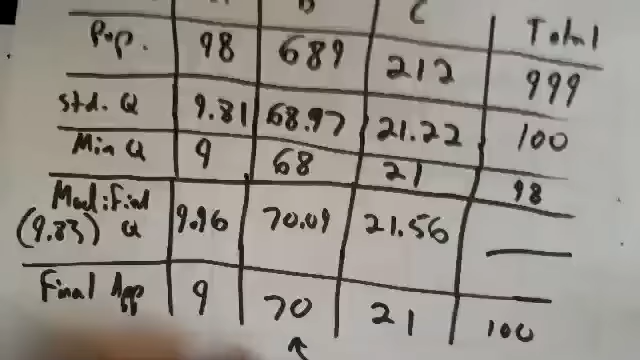 B C Total
Pop. 98 689 212 999
Std. Q 9.81 68.97 21.22 100
Min Q 9 68 21 98
Modified
(9.83) Q 9.96 70.09 21.56
Final App 9 70 21 100